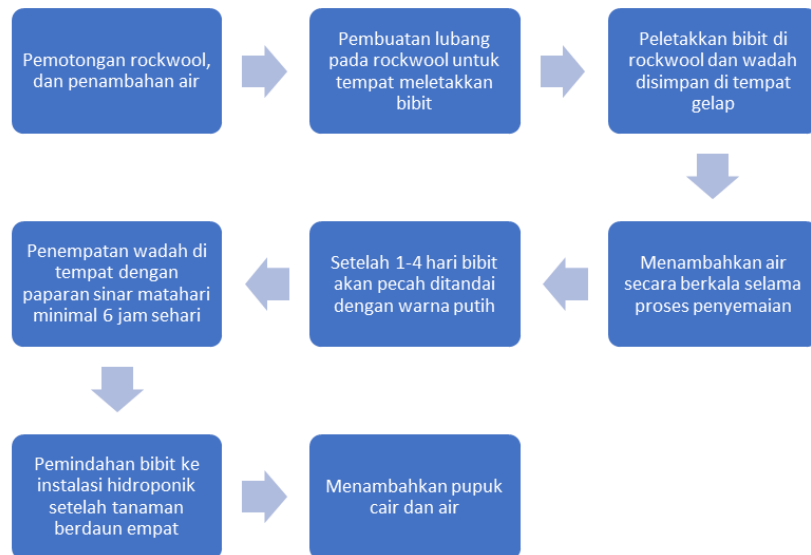 Pemotongan rockwool,
dan penambahan air
Pembuatan lubang
pada rockwool untuk
tempat meletakkan
bibit
Peletakkan bibit di
rockwool dan wadah
disimpan di tempat
gelap
Menambahkan air
secara berkala selama
proses penyemaian
Setelah 1-4 hari bibit
akan pecah ditandai
dengan warna putih
Penempatan wadah di
tempat dengan
paparan sinar matahari
minimal 6 jam sehari
Pemindahan bibit ke
instalasi hidroponik
setelah tanaman
berdaun empat
Menambahkan pupuk
cair dan air